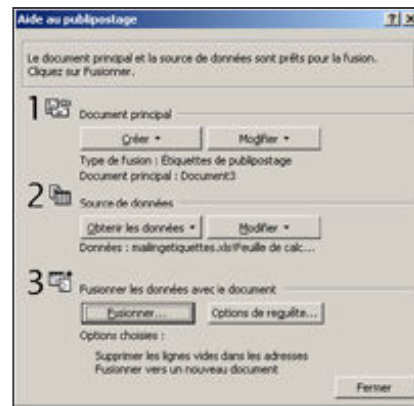 Aide au publipostage
Le document principal et la source de données sont prêts pour la fusion.
Cliquez sur Fusionner.
1 Document principal
Créer Modifier
Type de fusion : Étiquettes de publipostage
Document principal : Document3
2 Source de données
Obtenir les données Modifier
Données : mailingetiquettes.xls!Feuille de calc...
3 Fusionner les données avec le document
Fusionner... Options de requête...
Options choisies :
Supprimer les lignes vides dans les adresses
Fusionner vers un nouveau document
Fermer